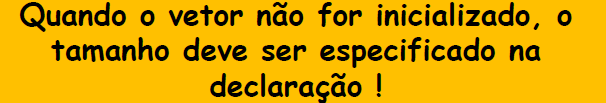 Quando o vetor não for inicializado, o
tamanho deve ser especificado na
declaração !